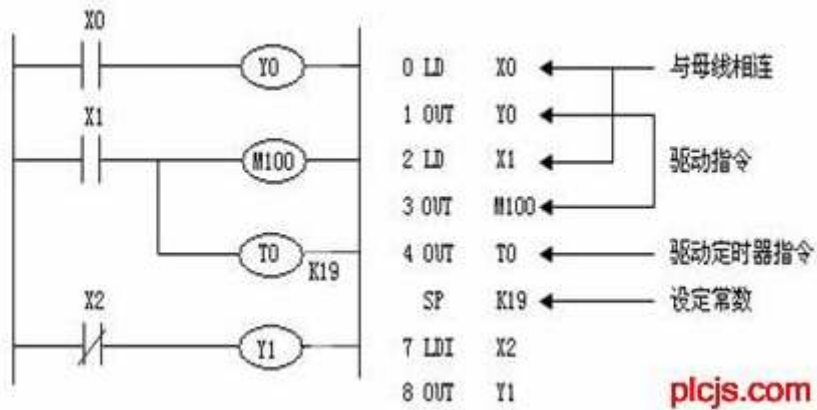 X0
Y0
X1
M100
T0
K19
X2
Y1
0 LD X0 与母线相连
1 OUT Y0
2 LD X1 驱动指令
3 OUT M100
4 OUT T0 驱动定时器指令
SP K19 设定常数
7 LDI X2
8 OUT Y1
plcjs.com